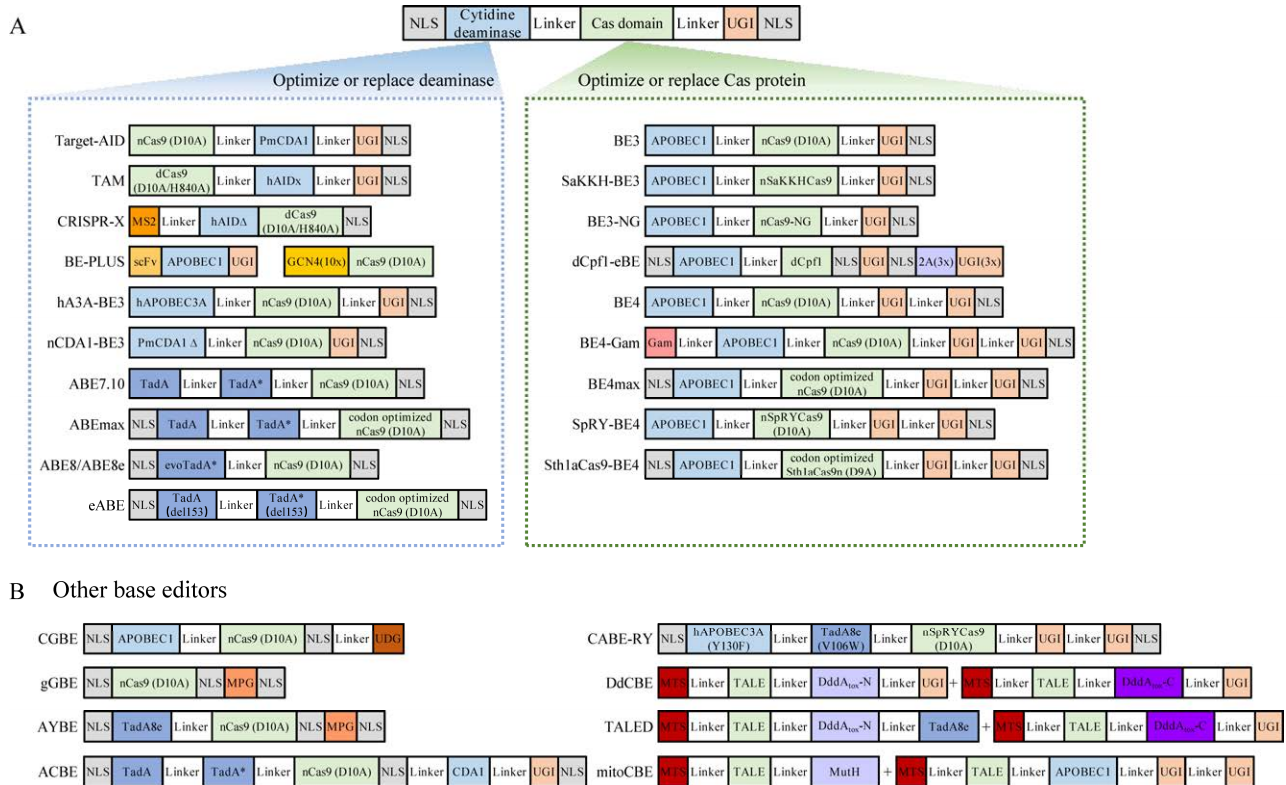 A
NLS Cytidine deaminase Linker Cas domain Linker UGI NLS
Optimize or replace deaminase
Optimize or replace Cas protein
Target-AID nCas9 (D10A) Linker PmCDA1 Linker UGI NLS
TAM dCas9 (D10A/H840A) Linker hAIDx Linker UGI NLS
CRISPR-X MS2 Linker hAIDΔ dCas9 (D10A/H840A) NLS
BE-PLUS scFv APOBEC1 UGI GCN4(10x) nCas9 (D10A)
hA3A-BE3 hAPOBEC3A Linker nCas9 (D10A) Linker UGI NLS
nCDA1-BE3 PmCDA1 Δ Linker nCas9 (D10A) UGI NLS
ABE7.10 TadA Linker TadA* Linker nCas9 (D10A) NLS
ABEmax NLS TadA Linker TadA* Linker codon optimized nCas9 (D10A) NLS
ABE8/ABE8e NLS evoTadA* Linker nCas9 (D10A) NLS
eABE NLS TadA (del153) Linker TadA* (del153) Linker codon optimized nCas9 (D10A) NLS
BE3 APOBEC1 Linker nCas9 (D10A) Linker UGI NLS
SaKKH-BE3 APOBEC1 Linker nSaKKHCas9 Linker UGI NLS
BE3-NG APOBEC1 Linker nCas9-NG Linker UGI NLS
dCpf1-eBE NLS APOBEC1 Linker dCpf1 NLS UGI NLS 2A(3x) UGI(3x)
BE4 APOBEC1 Linker nCas9 (D10A) Linker UGI Linker UGI NLS
BE4-Gam Gam Linker APOBEC1 Linker nCas9 (D10A) Linker UGI Linker UGI NLS
BE4max NLS APOBEC1 Linker codon optimized nCas9 (D10A) Linker UGI Linker UGI NLS
SpRY-BE4 APOBEC1 Linker nSpRYCas9 (D10A) Linker UGI Linker UGI NLS
Sth1aCas9-BE4 NLS APOBEC1 Linker codon optimized Sth1aCas9n (D9A) Linker UGI Linker UGI NLS
B Other base editors
CGBE NLS APOBEC1 Linker nCas9 (D10A) NLS Linker UDG
gGBE NLS nCas9 (D10A) NLS MPG NLS
AYBE NLS TadA8e Linker nCas9 (D10A) NLS MPG NLS
ACBE NLS TadA Linker TadA* Linker nCas9 (D10A) NLS Linker CDA1 Linker UGI NLS
CABE-RY NLS hAPOBEC3A (Y130F) Linker TadA8e (V106W) Linker nSpRYCas9 (D10A) Linker UGI Linker UGI NLS
DdCBE MTS Linker TALE Linker DddAtox-N Linker UGI + MTS Linker TALE Linker DddAtox-C Linker UGI
TALED MTS Linker TALE Linker DddAtox-N Linker TadA8e + MTS Linker TALE Linker DddAtox-C Linker UGI
mitoCBE MTS Linker TALE Linker MutH + MTS Linker TALE Linker APOBEC1 Linker UGI Linker UGI